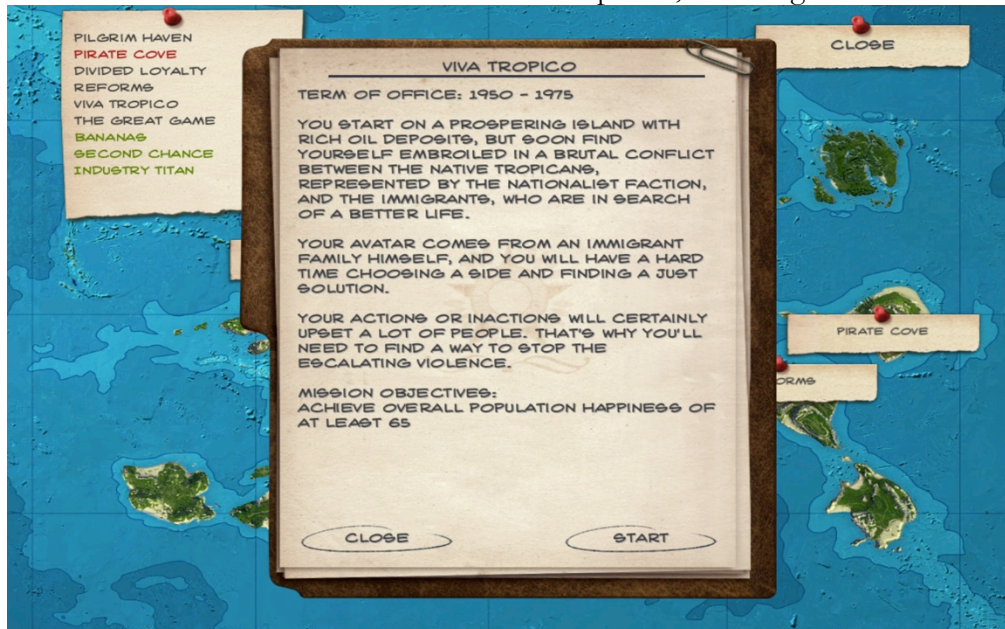 PILGRIM HAVEN
PIRATE COVE
DIVIDED LOYALTY
REFORMS
VIVA TROPICO
THE GREAT GAME
BANANAS
SECOND CHANCE
INDUSTRY TITAN
CLOSE
VIVA TROPICO
TERM OF OFFICE: 1950 - 1975
YOU START ON A PROSPERING ISLAND WITH
RICH OIL DEPOSITS, BUT SOON FIND
YOURSELF EMBROILED IN A BRUTAL CONFLICT
BETWEEN THE NATIVE TROPICANS,
REPRESENTED BY THE NATIONALIST FACTION,
AND THE IMMIGRANTS, WHO ARE IN SEARCH
OF A BETTER LIFE.
YOUR AVATAR COMES FROM AN IMMIGRANT
FAMILY HIMSELF, AND YOU WILL HAVE A HARD
TIME CHOOSING A SIDE AND FINDING A JUST
SOLUTION.
YOUR ACTIONS OR INACTIONS WILL CERTAINLY
UPSET A LOT OF PEOPLE. THAT'S WHY YOU'LL
NEED TO FIND A WAY TO STOP THE
ESCALATING VIOLENCE.
MISSION OBJECTIVES:
ACHIEVE OVERALL POPULATION HAPPINESS OF
AT LEAST 65
CLOSE
START
PIRATE COVE
ORMS